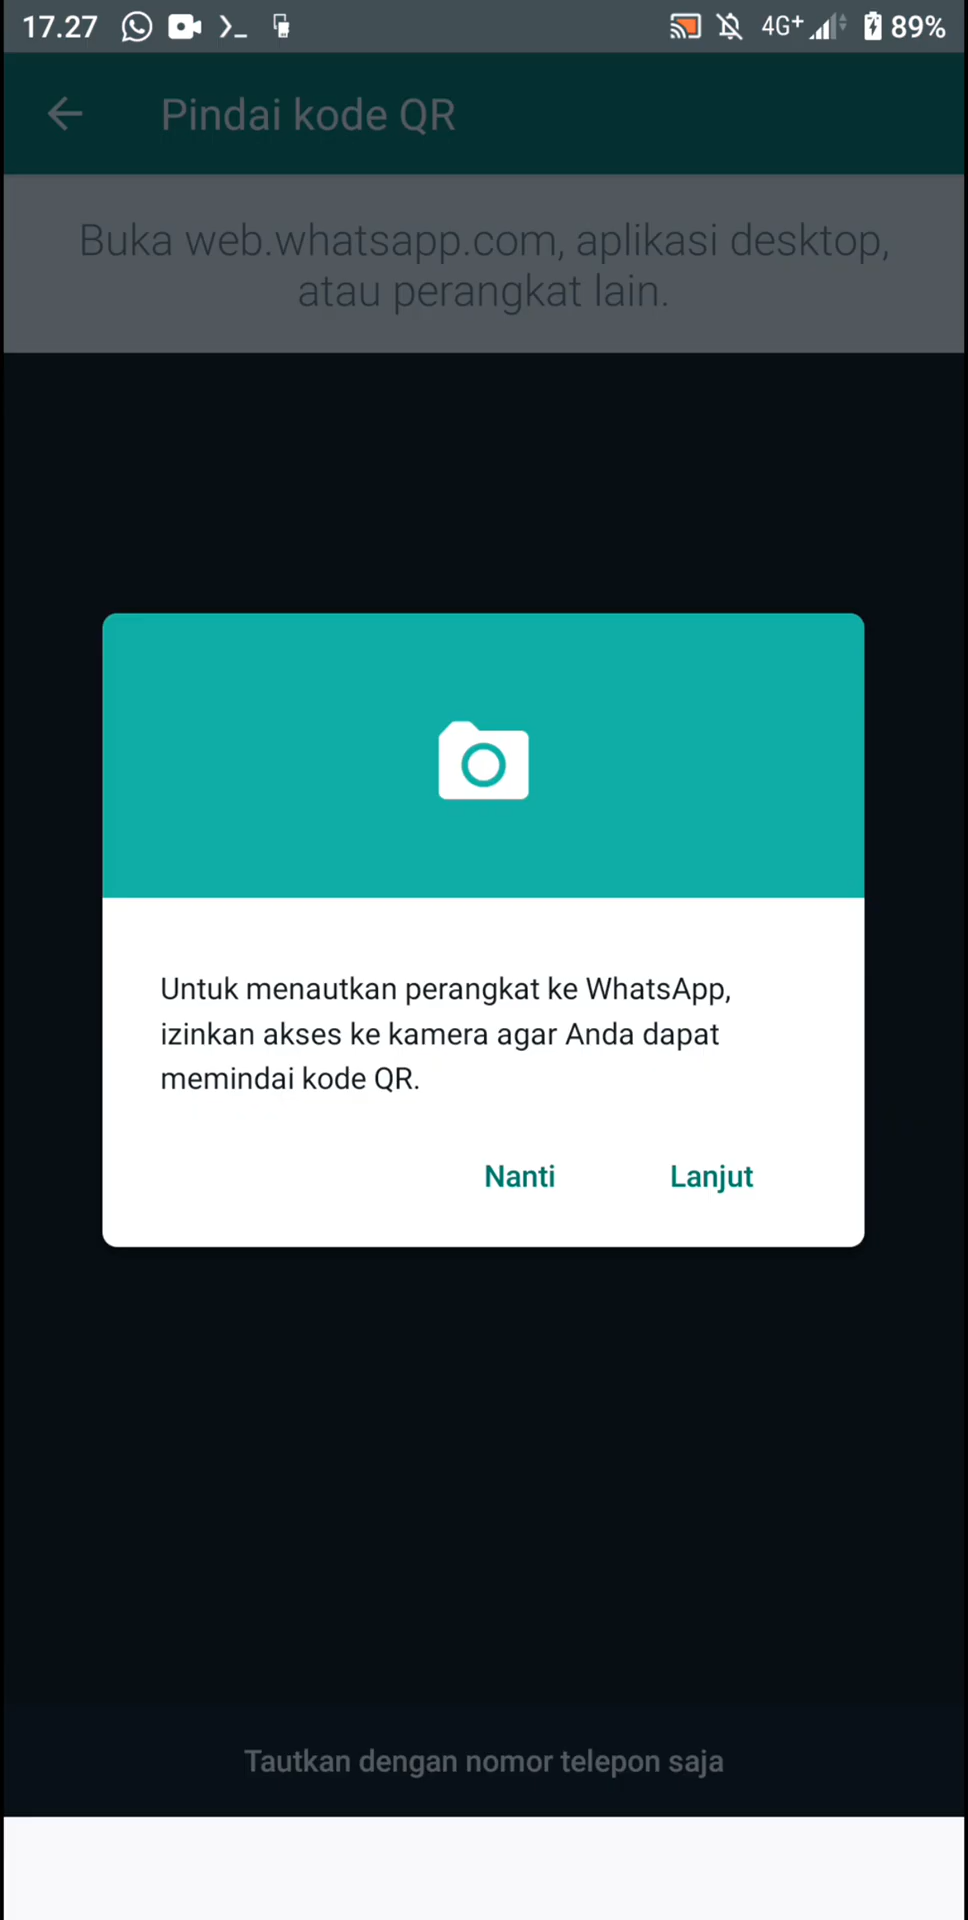 17.27 4G+ 89%
Pindai kode QR
Buka web.whatsapp.com, aplikasi desktop,
atau perangkat lain.
Untuk menautkan perangkat ke WhatsApp,
izinkan akses ke kamera agar Anda dapat
memindai kode QR.
Nanti Lanjut
Tautkan dengan nomor telepon saja